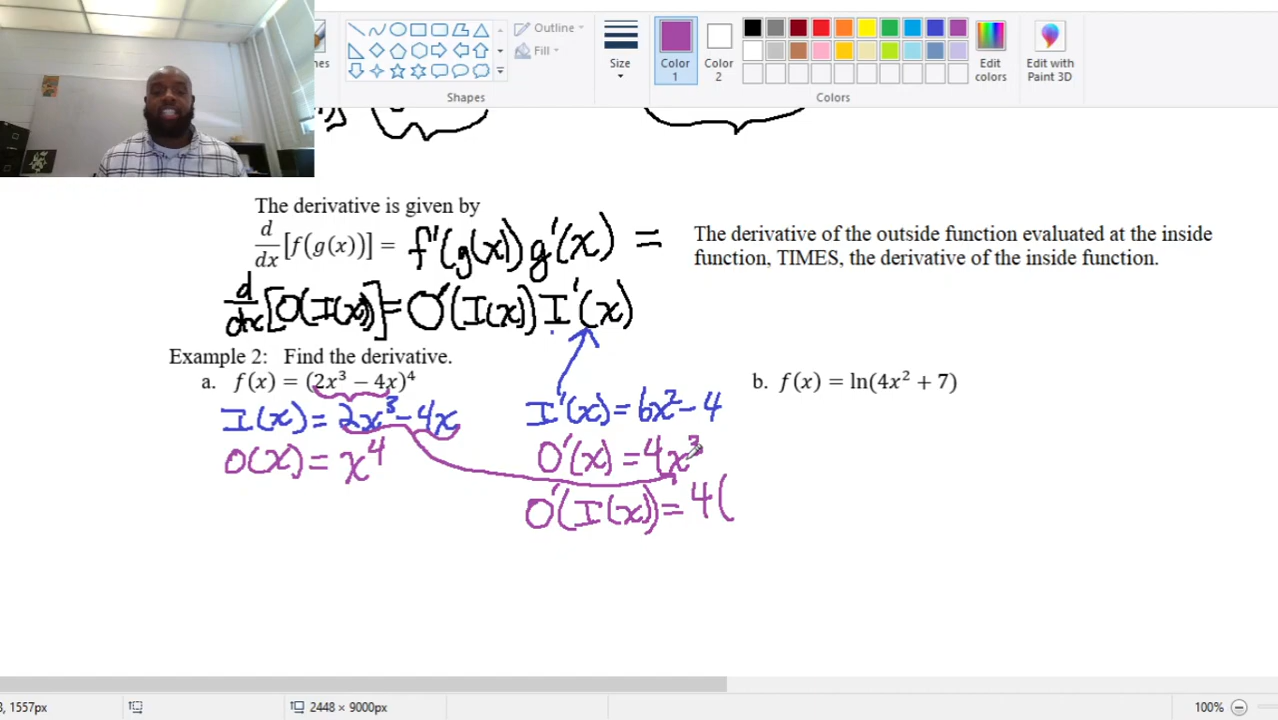 Outline
Fill
Shapes
Size
Color 1
Color 2
Edit colors
Edit with Paint 3D
Colors
The derivative is given by
d/dx [f(g(x))] = f'(g(x)) g'(x) =
The derivative of the outside function evaluated at the inside
function, TIMES, the derivative of the inside function.
d/dx [O(I(x))] = O'(I(x)) I'(x)
Example 2: Find the derivative.
a. f(x) = (2x³ − 4x)⁴
b. f(x) = ln(4x² + 7)
I(x) = 2x³ − 4x
I'(x) = 6x² − 4
O(x) = x⁴
O'(x) = 4x³
O'(I(x)) = 4(
, 1557px
2448 × 9000px
100%